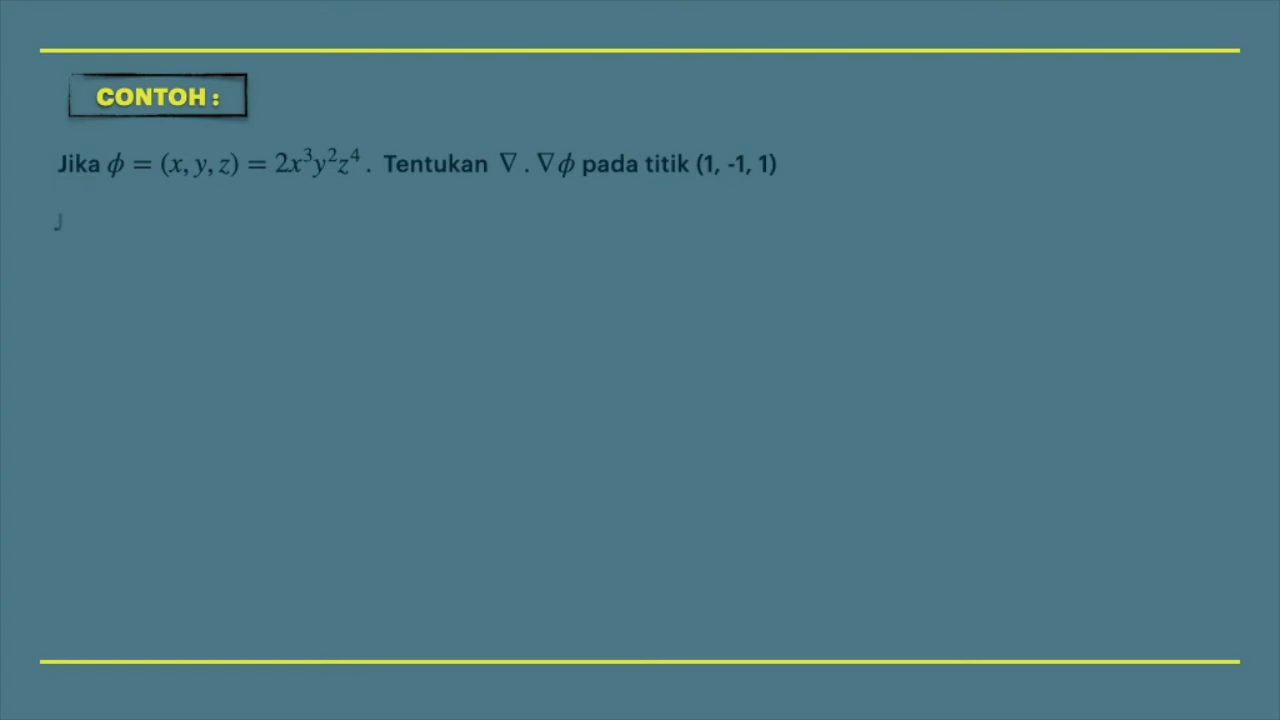 CONTOH :
Jika ϕ = (x, y, z) = 2x³y²z⁴ . Tentukan ∇ . ∇ϕ pada titik (1, -1, 1)
J